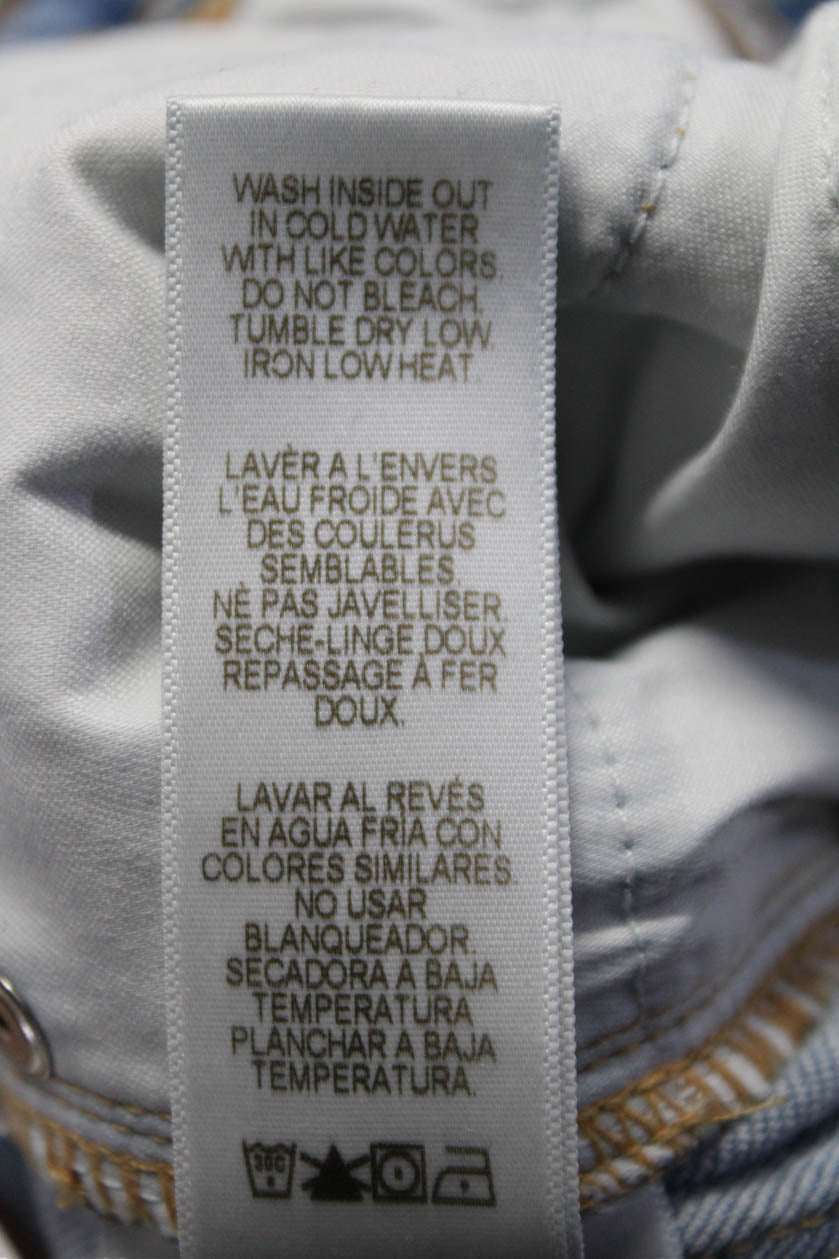 WASH INSIDE OUT
IN COLD WATER
WITH LIKE COLORS.
DO NOT BLEACH.
TUMBLE DRY LOW.
IRON LOW HEAT.
LAVÈR A L'ENVERS
L'EAU FROIDE AVEC
DES COULERUS
SEMBLABLES.
NÈ PAS JAVELLISER.
SECHE-LINGE DOUX
REPASSAGE À FER
DOUX.
LAVAR AL REVÉS
EN AGUA FRÌA CON
COLORES SIMILARES.
NO USAR
BLANQUEADOR.
SECADORA A BAJA
TEMPERATURA
PLANCHAR A BAJA
TEMPERATURA.
30C